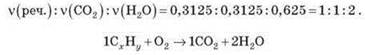 ν(реч.) : ν(CO₂) : ν(H₂O) = 0,3125 : 0,3125 : 0,625 = 1 : 1 : 2 .
1CₓHᵧ + O₂ → 1CO₂ + 2H₂O